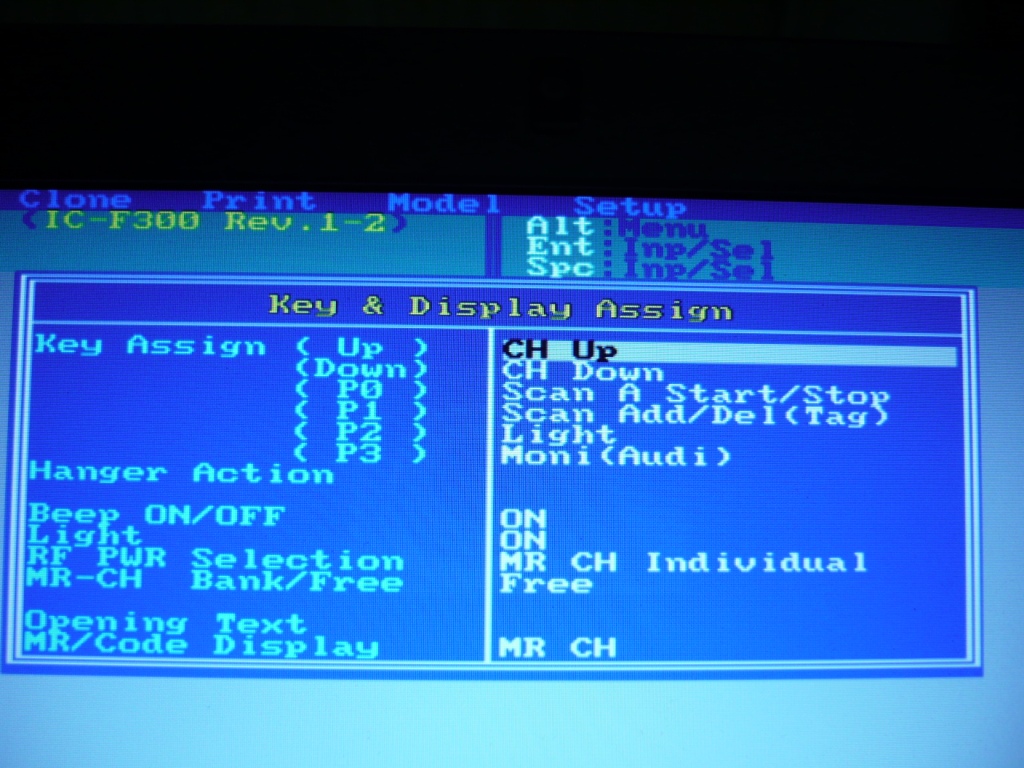 Clone Print Model Setup
(IC-F300 Rev.1-2)
Alt:Menu
Ent:Inp/Sel
Spc:Inp/Sel
Key & Display Assign
Key Assign ( Up ) CH Up
(Down) CH Down
( P0 ) Scan A Start/Stop
( P1 ) Scan Add/Del(Tag)
( P2 ) Light
( P3 ) Moni(Audi)
Hanger Action
Beep ON/OFF ON
Light ON
RF PWR Selection MR CH Individual
MR-CH Bank/Free Free
Opening Text
MR/Code Display MR CH